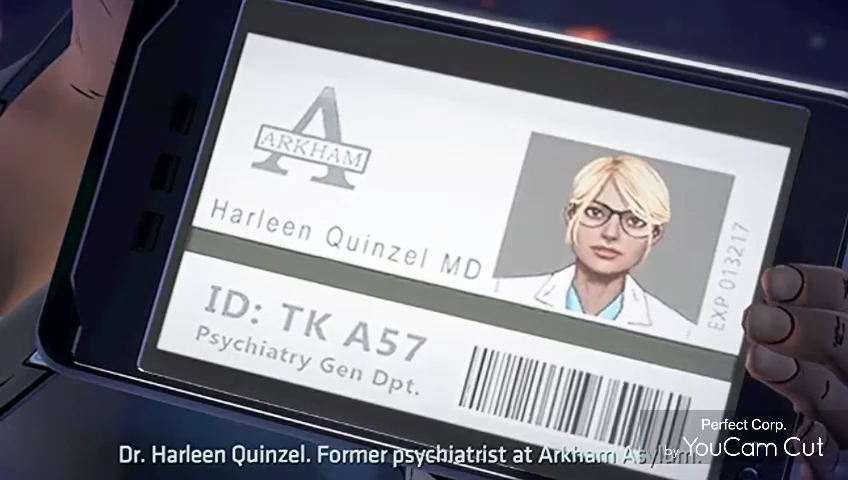 ARKHAM
Harleen Quinzel MD
EXP 013217
ID: TK A57
Psychiatry Gen Dpt.
Dr. Harleen Quinzel. Former psychiatrist at Arkham Asylum.
Perfect Corp.
by YouCam Cut